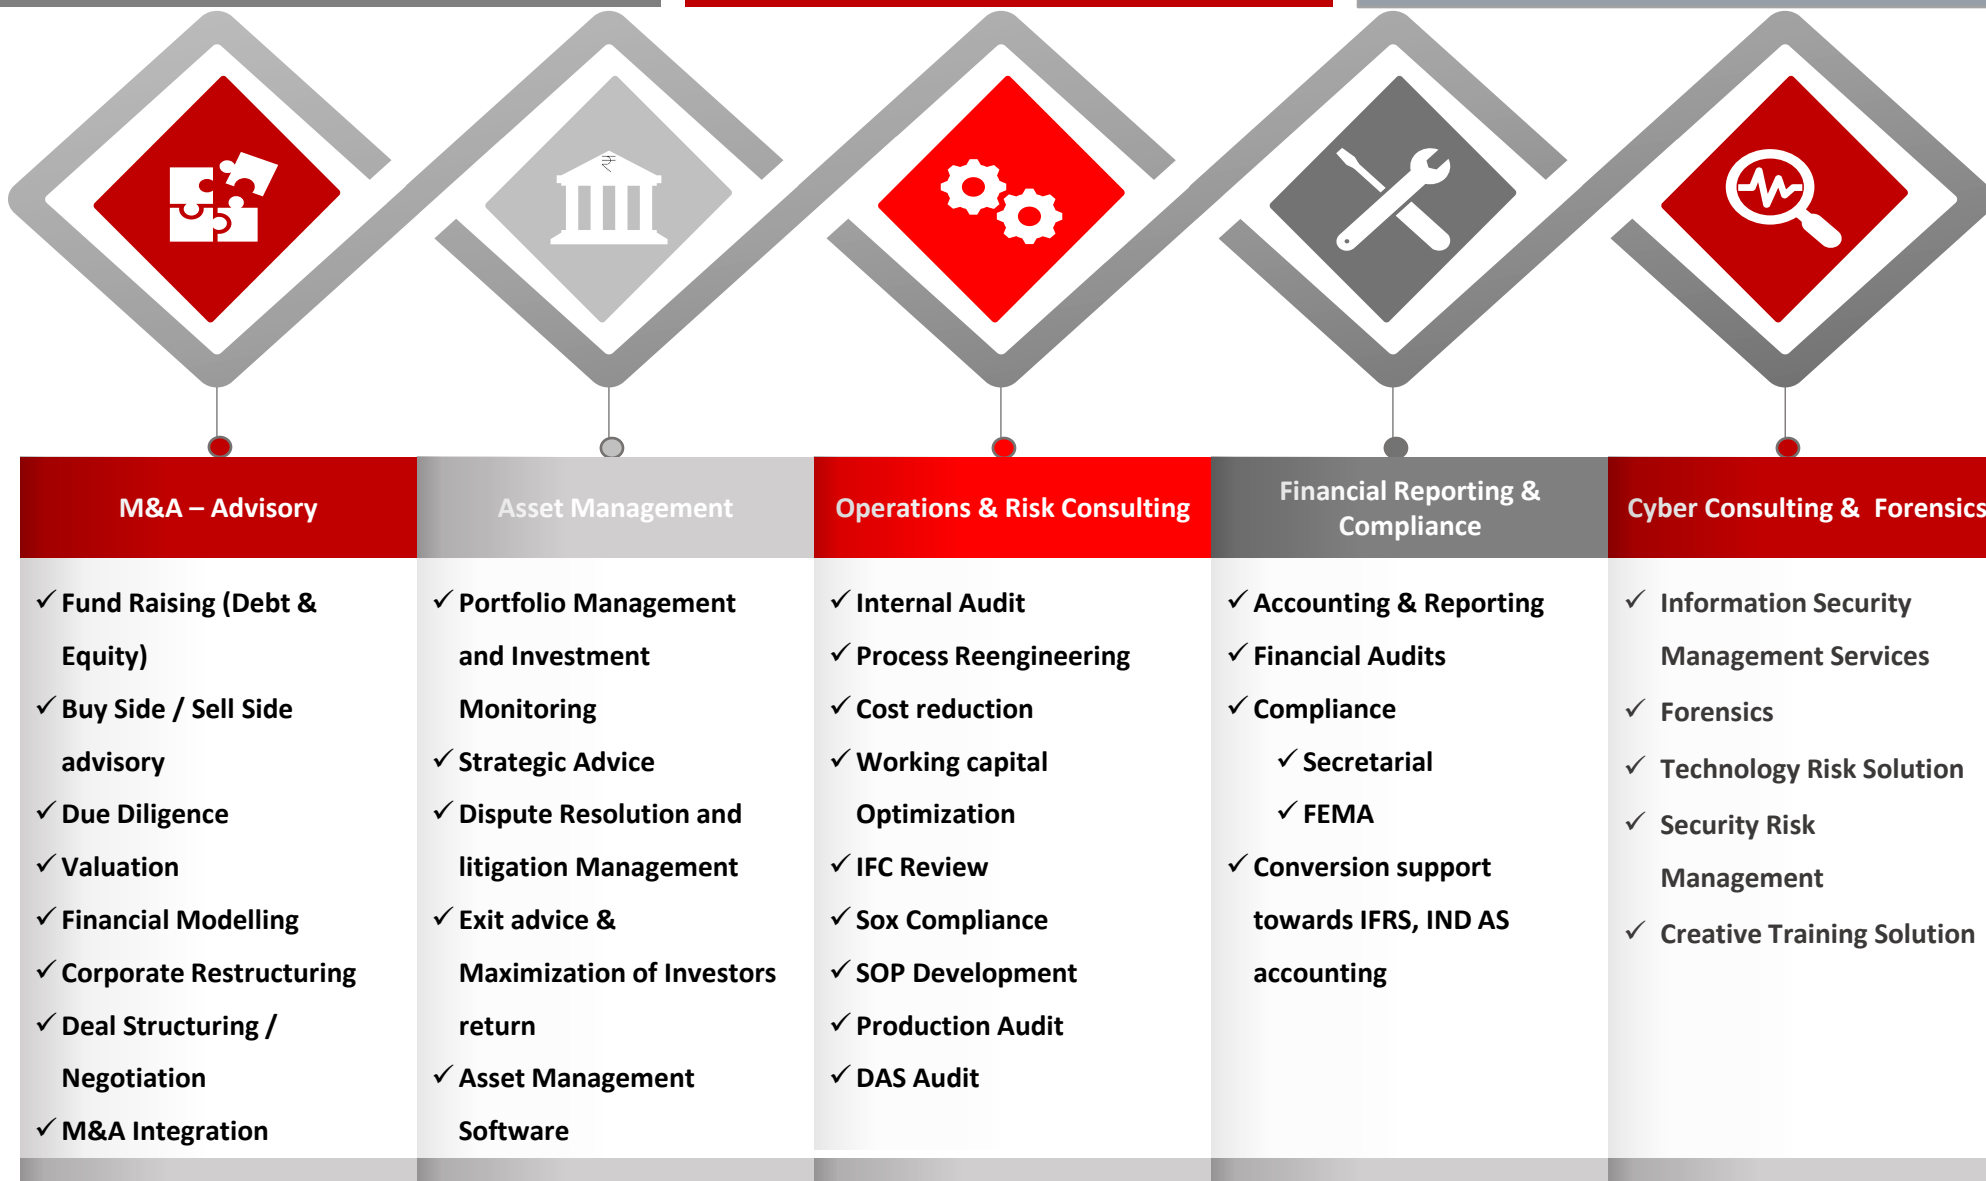 ₹
M&A – Advisory
✓ Fund Raising (Debt &
Equity)
✓ Buy Side / Sell Side
advisory
✓ Due Diligence
✓ Valuation
✓ Financial Modelling
✓ Corporate Restructuring
✓ Deal Structuring /
Negotiation
✓ M&A Integration
Asset Management
✓ Portfolio Management
and Investment
Monitoring
✓ Strategic Advice
✓ Dispute Resolution and
litigation Management
✓ Exit advice &
Maximization of Investors
return
✓ Asset Management
Software
Operations & Risk Consulting
✓ Internal Audit
✓ Process Reengineering
✓ Cost reduction
✓ Working capital
Optimization
✓ IFC Review
✓ Sox Compliance
✓ SOP Development
✓ Production Audit
✓ DAS Audit
Financial Reporting &
Compliance
✓ Accounting & Reporting
✓ Financial Audits
✓ Compliance
✓ Secretarial
✓ FEMA
✓ Conversion support
towards IFRS, IND AS
accounting
Cyber Consulting & Forensics
✓ Information Security
Management Services
✓ Forensics
✓ Technology Risk Solution
✓ Security Risk
Management
✓ Creative Training Solution